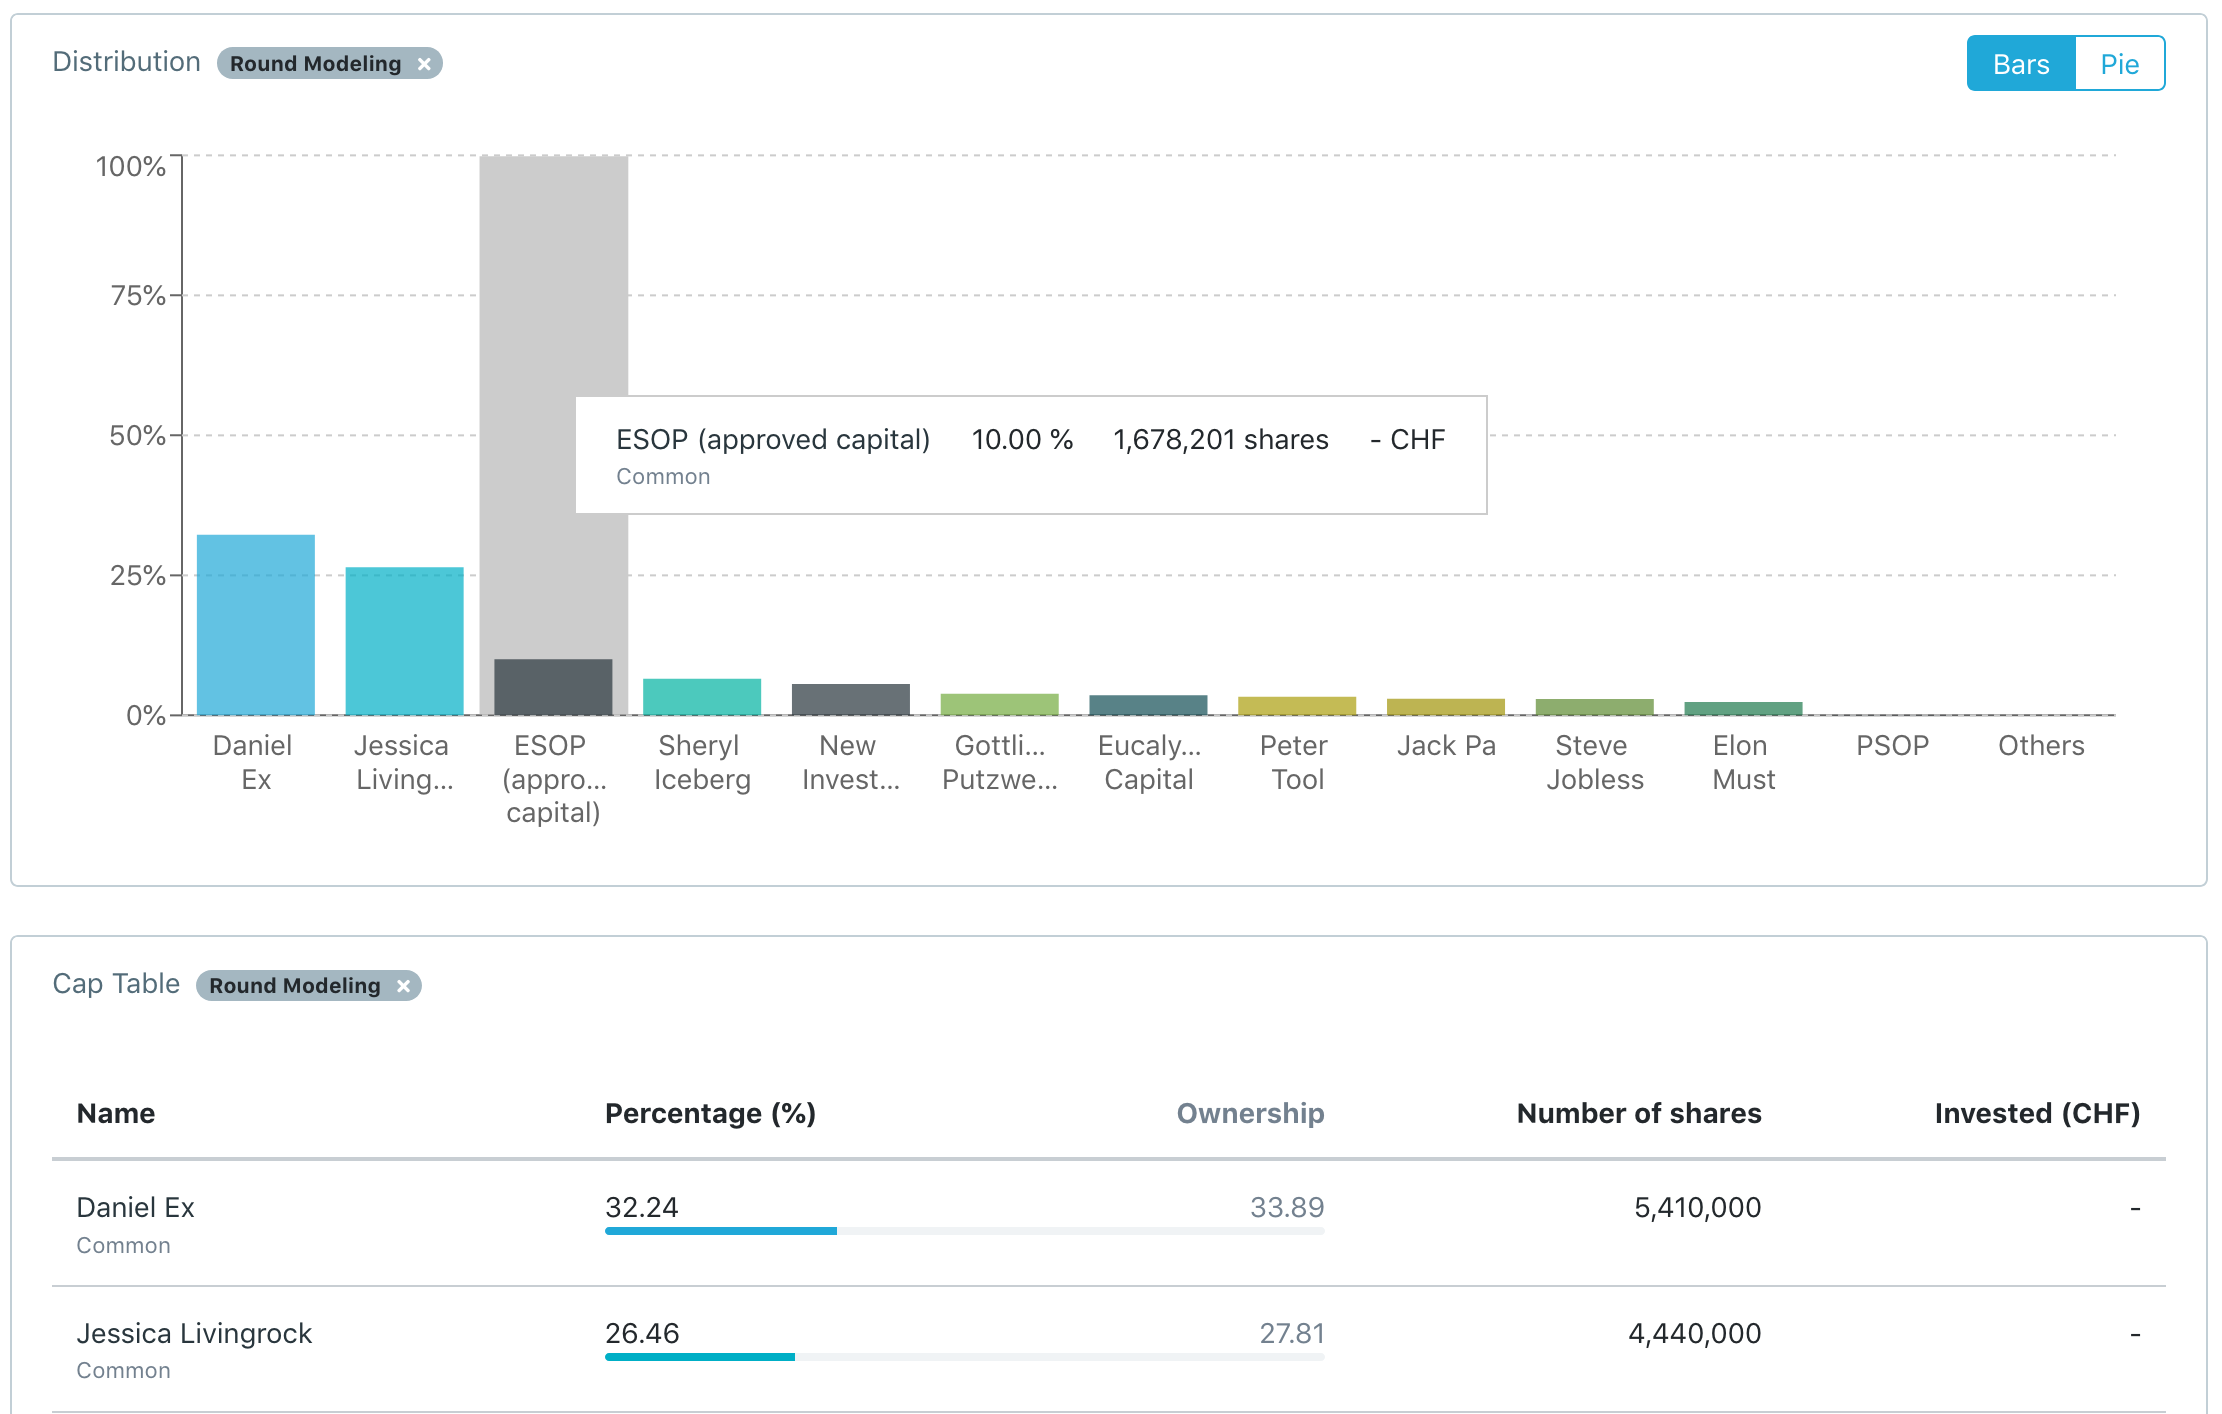 Distribution Round Modeling ×
Bars Pie
100%
75%
50%
25%
0%
ESOP (approved capital) 10.00 % 1,678,201 shares - CHF
Common
Daniel Ex
Jessica Living...
ESOP (appro... capital)
Sheryl Iceberg
New Invest...
Gottli... Putzwe...
Eucaly... Capital
Peter Tool
Jack Pa
Steve Jobless
Elon Must
PSOP
Others
Cap Table Round Modeling ×
Name Percentage (%) Ownership Number of shares Invested (CHF)
Daniel Ex 32.24 33.89 5,410,000 -
Common
Jessica Livingrock 26.46 27.81 4,440,000 -
Common